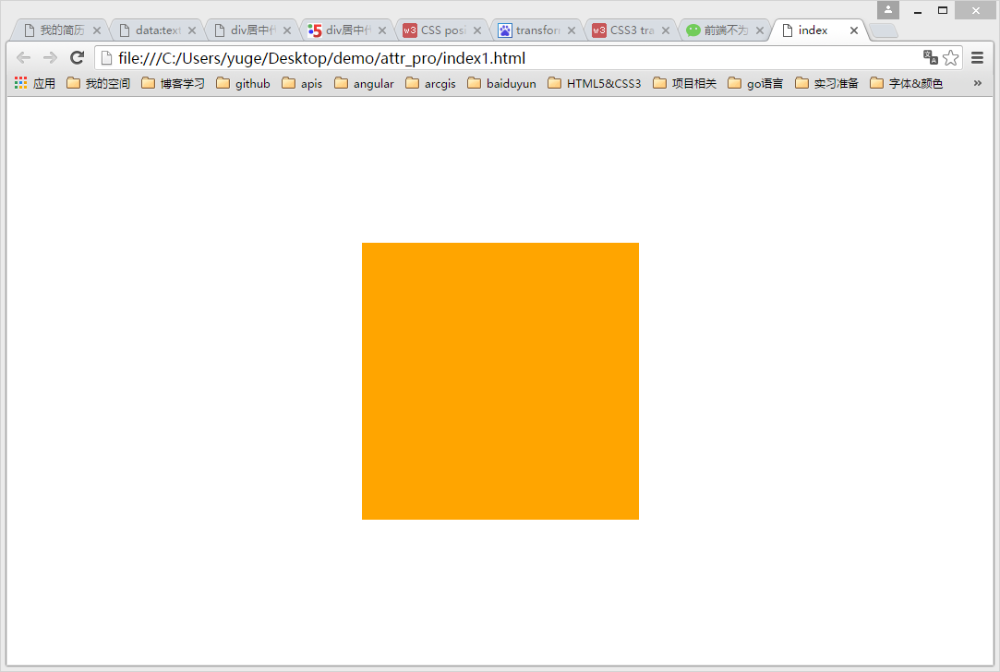 我的简历 data:text div居中什 div居中什 CSS posi transfor CSS3 tra 前端不为 index
file:///C:/Users/yuge/Desktop/demo/attr_pro/index1.html
应用 我的空间 博客学习 github apis angular arcgis baiduyun HTML5&CSS3 项目相关 go语言 实习准备 字体&颜色 »